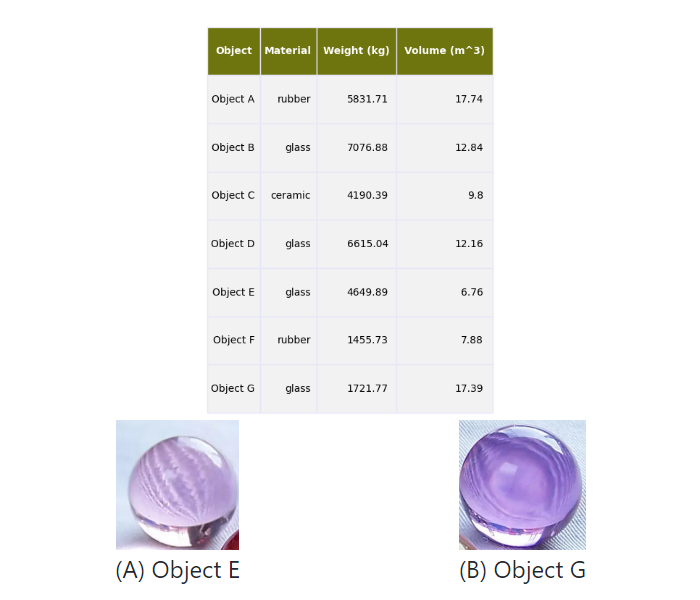 Object Material Weight (kg) Volume (m^3)
Object A rubber 5831.71 17.74
Object B glass 7076.88 12.84
Object C ceramic 4190.39 9.8
Object D glass 6615.04 12.16
Object E glass 4649.89 6.76
Object F rubber 1455.73 7.88
Object G glass 1721.77 17.39
(A) Object E
(B) Object G